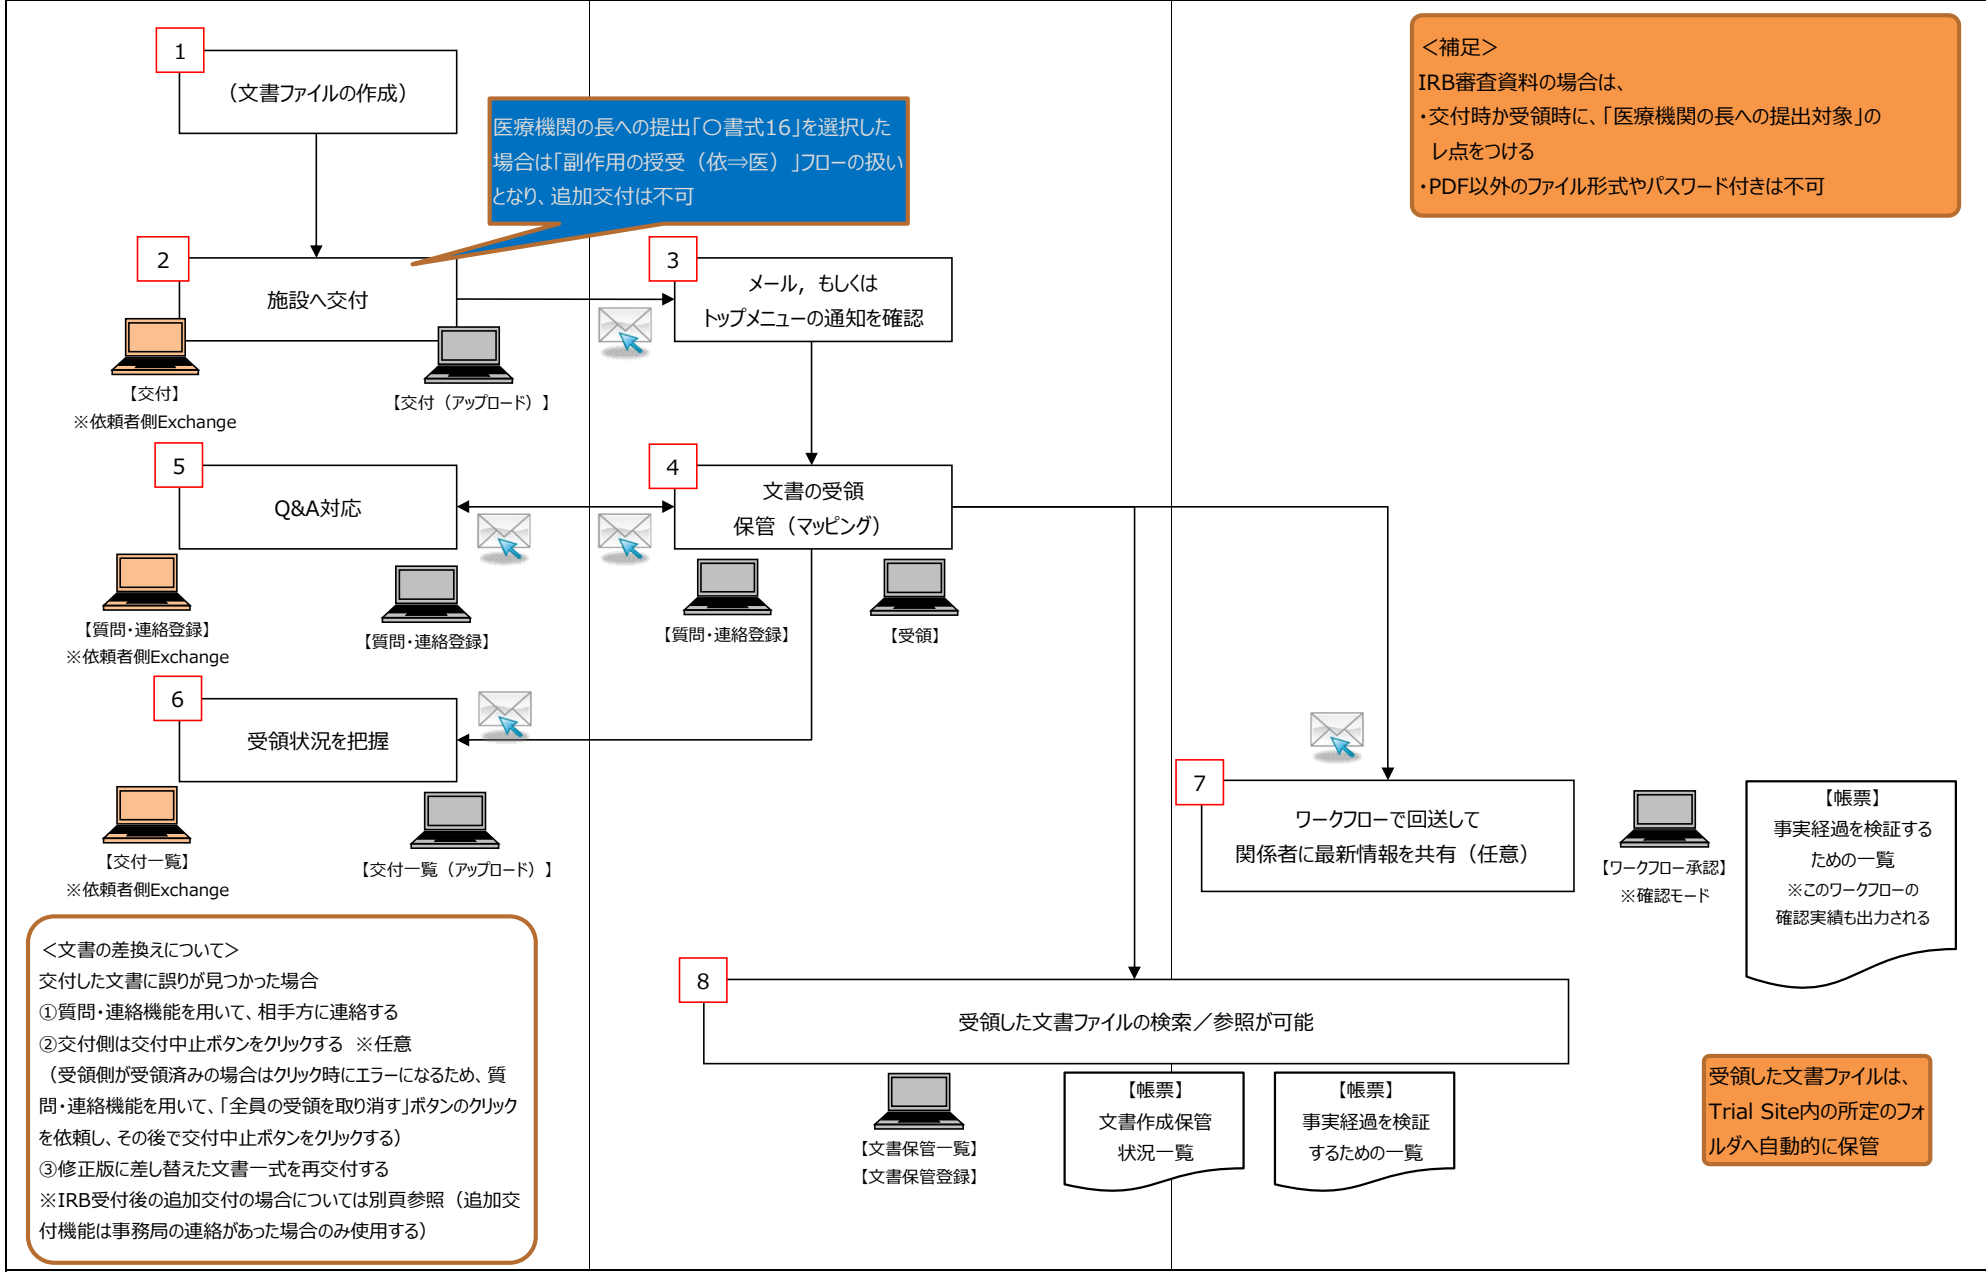 1
（文書ファイルの作成）
医療機関の長への提出「〇書式16」を選択した
場合は「副作用の授受（依⇒医）」フローの扱い
となり、追加交付は不可
＜補足＞
IRB審査資料の場合は、
・交付時か受領時に、「医療機関の長への提出対象」の
レ点をつける
・PDF以外のファイル形式やパスワード付きは不可
2
施設へ交付
【交付】
※依頼者側Exchange
【交付（アップロード）】
3
メール，もしくは
トップメニューの通知を確認
5
Q&A対応
【質問・連絡登録】
※依頼者側Exchange
【質問・連絡登録】
4
文書の受領
保管（マッピング）
【質問・連絡登録】
【受領】
6
受領状況を把握
【交付一覧】
※依頼者側Exchange
【交付一覧（アップロード）】
7
ワークフローで回送して
関係者に最新情報を共有（任意）
【ワークフロー承認】
※確認モード
【帳票】
事実経過を検証する
ための一覧
※このワークフローの
確認実績も出力される
＜文書の差換えについて＞
交付した文書に誤りが見つかった場合
①質問・連絡機能を用いて、相手方に連絡する
②交付側は交付中止ボタンをクリックする　※任意
（受領側が受領済みの場合はクリック時にエラーになるため、質
問・連絡機能を用いて、「全員の受領を取り消す」ボタンのクリック
を依頼し、その後で交付中止ボタンをクリックする）
③修正版に差し替えた文書一式を再交付する
※IRB受付後の追加交付の場合については別頁参照（追加交
付機能は事務局の連絡があった場合のみ使用する）
8
受領した文書ファイルの検索／参照が可能
【文書保管一覧】
【文書保管登録】
【帳票】
文書作成保管
状況一覧
【帳票】
事実経過を検証
するための一覧
受領した文書ファイルは、
Trial Site内の所定のフォ
ルダへ自動的に保管